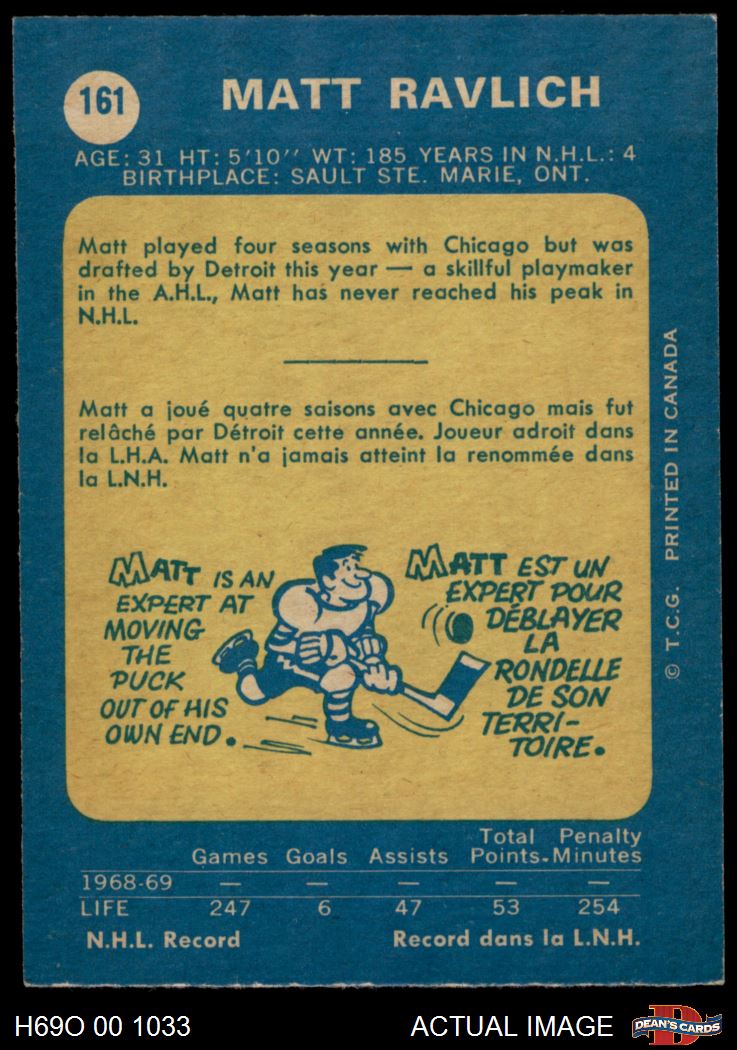 161
MATT RAVLICH
AGE: 31 HT: 5'10" WT: 185 YEARS IN N.H.L.: 4
BIRTHPLACE: SAULT STE. MARIE, ONT.
Matt played four seasons with Chicago but was
drafted by Detroit this year — a skillful playmaker
in the A.H.L., Matt has never reached his peak in
N.H.L.
Matt a joué quatre saisons avec Chicago mais fut
relâché par Détroit cette année. Joueur adroit dans
la L.H.A. Matt n'a jamais atteint la renommée dans
la L.N.H.
MATT IS AN
EXPERT AT
MOVING
THE
PUCK
OUT OF HIS
OWN END.
MATT EST UN
EXPERT POUR
DÉBLAYER
LA
RONDELLE
DE SON
TERRI-
TOIRE.
© T.C.G. PRINTED IN CANADA
Games Goals Assists Total Points. Penalty Minutes
1968-69 — — — — —
LIFE 247 6 47 53 254
N.H.L. Record Record dans la L.N.H.
H69O 00 1033 ACTUAL IMAGE
DEAN'S CARDS